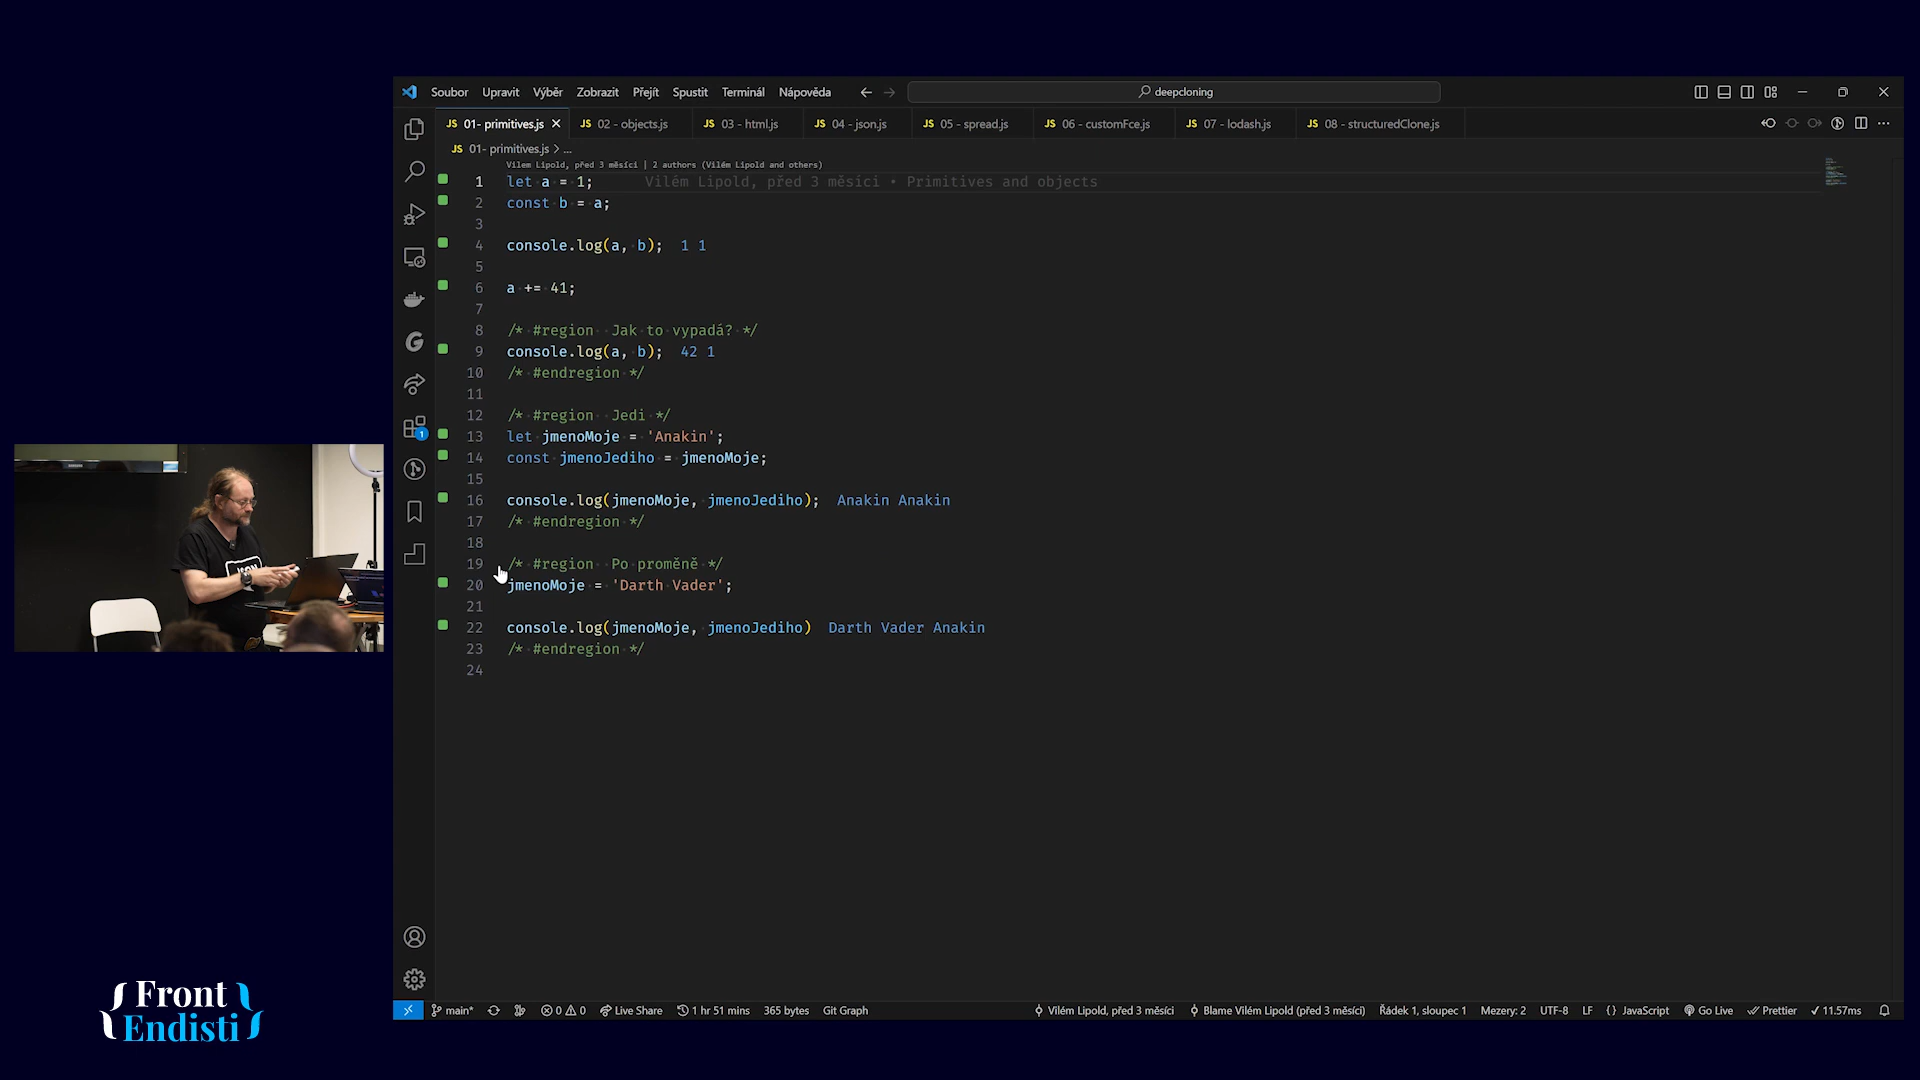 Soubor Upravit Výběr Zobrazit Přejít Spustit Terminál Nápověda deepcloning
JS 01- primitives.js JS 02 - objects.js JS 03 - html.js JS 04 - json.js JS 05 - spread.js JS 06 - customFce.js JS 07 - lodash.js JS 08 - structuredClone.js
JS 01- primitives.js > ...
Vilem Lipold, před 3 měsíci | 2 authors (Vilém Lipold and others)
1 let a = 1; Vilém Lipold, před 3 měsíci • Primitives and objects
2 const b = a;
3
4 console.log(a, b); 1 1
5
6 a += 41;
7
8 /* #region Jak to vypadá? */
9 console.log(a, b); 42 1
10 /* #endregion */
11
12 /* #region Jedi */
13 let jmenoMoje = 'Anakin';
14 const jmenoJediho = jmenoMoje;
15
16 console.log(jmenoMoje, jmenoJediho); Anakin Anakin
17 /* #endregion */
18
19 /* #region Po proměně */
20 jmenoMoje = 'Darth Vader';
21
22 console.log(jmenoMoje, jmenoJediho) Darth Vader Anakin
23 /* #endregion */
24
1
main* 0 0 Live Share 1 hr 51 mins 365 bytes Git Graph Vilém Lipold, před 3 měsíci Blame Vilém Lipold (před 3 měsíci) Řádek 1, sloupec 1 Mezery: 2 UTF-8 LF {} JavaScript Go Live Prettier ✓ 11.57ms
{ Front }
{ Endisti }